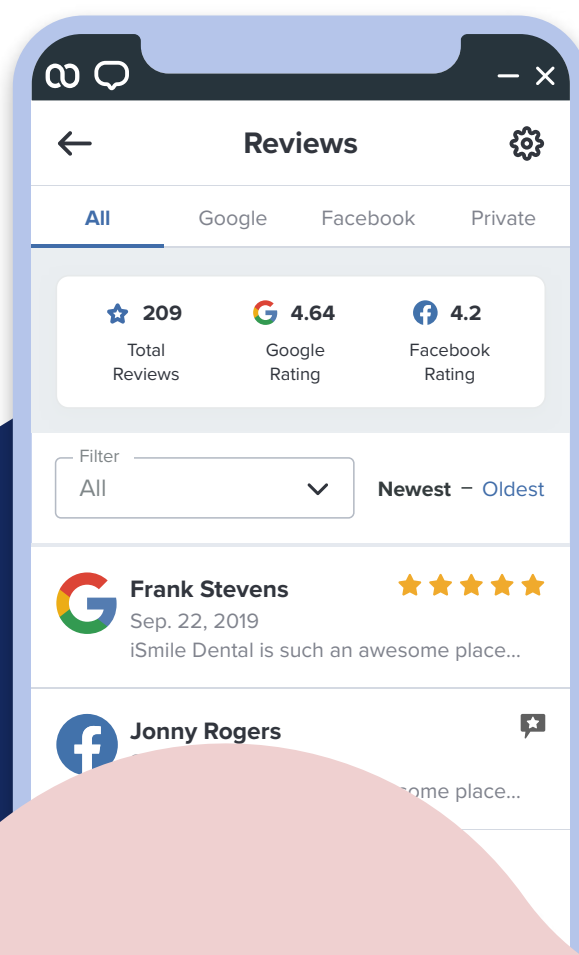 Reviews
All Google Facebook Private
209 4.64 4.2
Total Google Facebook
Reviews Rating Rating
Filter
All Newest – Oldest
Frank Stevens
Sep. 22, 2019
iSmile Dental is such an awesome place...
Jonny Rogers
place...